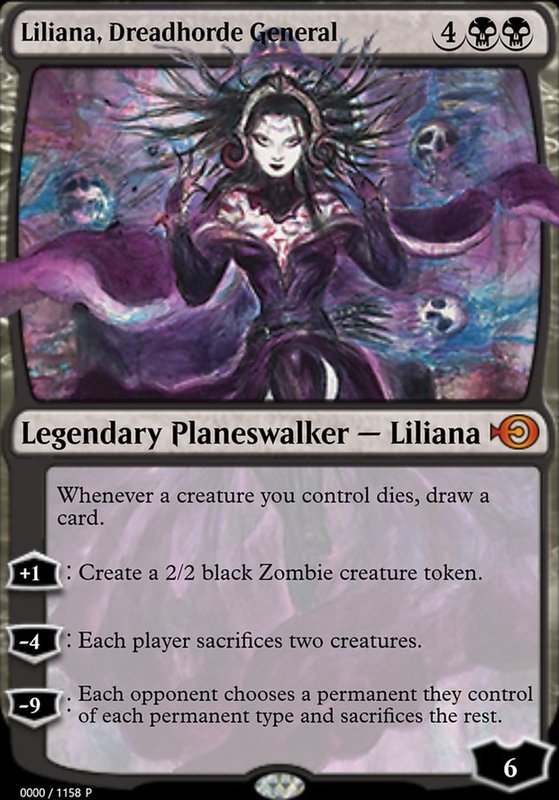 Liliana, Dreadhorde General 4
Legendary Planeswalker — Liliana
Whenever a creature you control dies, draw a
card.
+1 : Create a 2/2 black Zombie creature token.
−4 : Each player sacrifices two creatures.
−9 : Each opponent chooses a permanent they control
of each permanent type and sacrifices the rest.
6
0000 / 1158 P